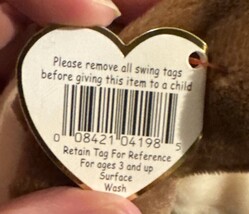 Please remove all swing tags
before giving this item to a child
0 08421 04198 5
Retain Tag For Reference
For ages 3 and up
Surface
Wash